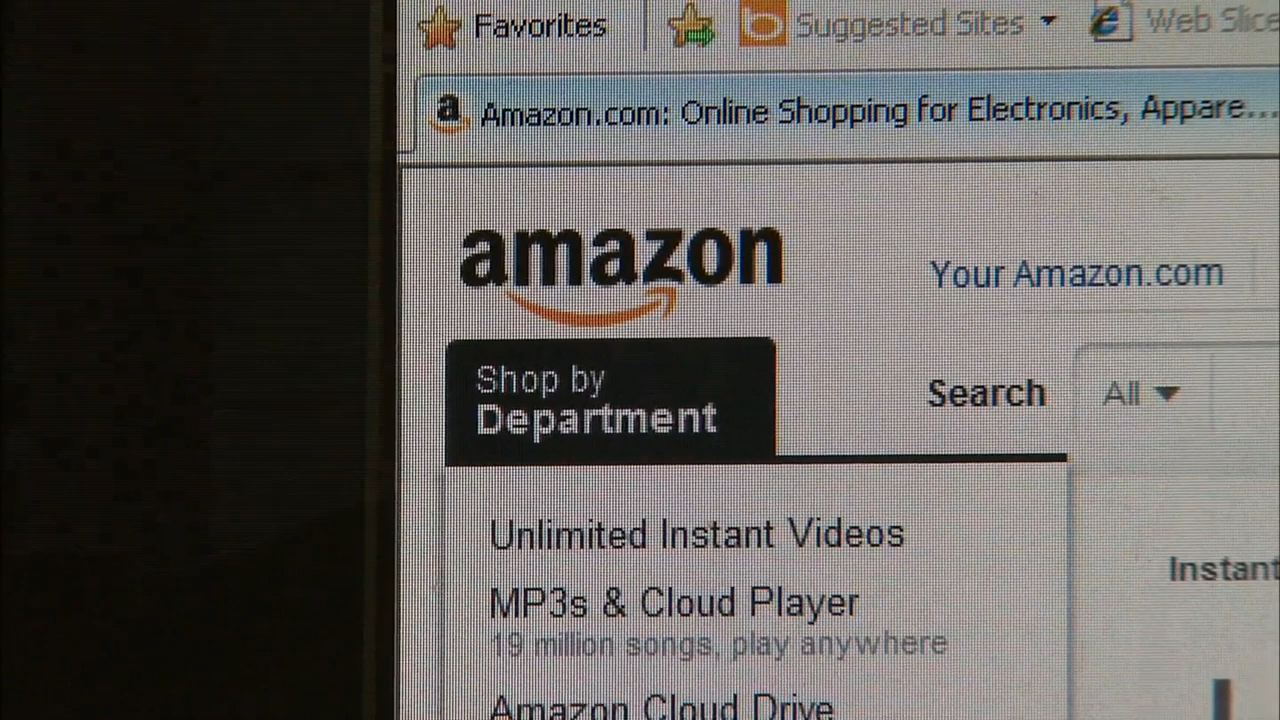 Favorites Suggested Sites Web Slice
Amazon.com: Online Shopping for Electronics, Appare...
amazon
Your Amazon.com
Shop by
Department
Search All
Unlimited Instant Videos
Instant
MP3s & Cloud Player
19 million songs, play anywhere
Amazon Cloud Drive